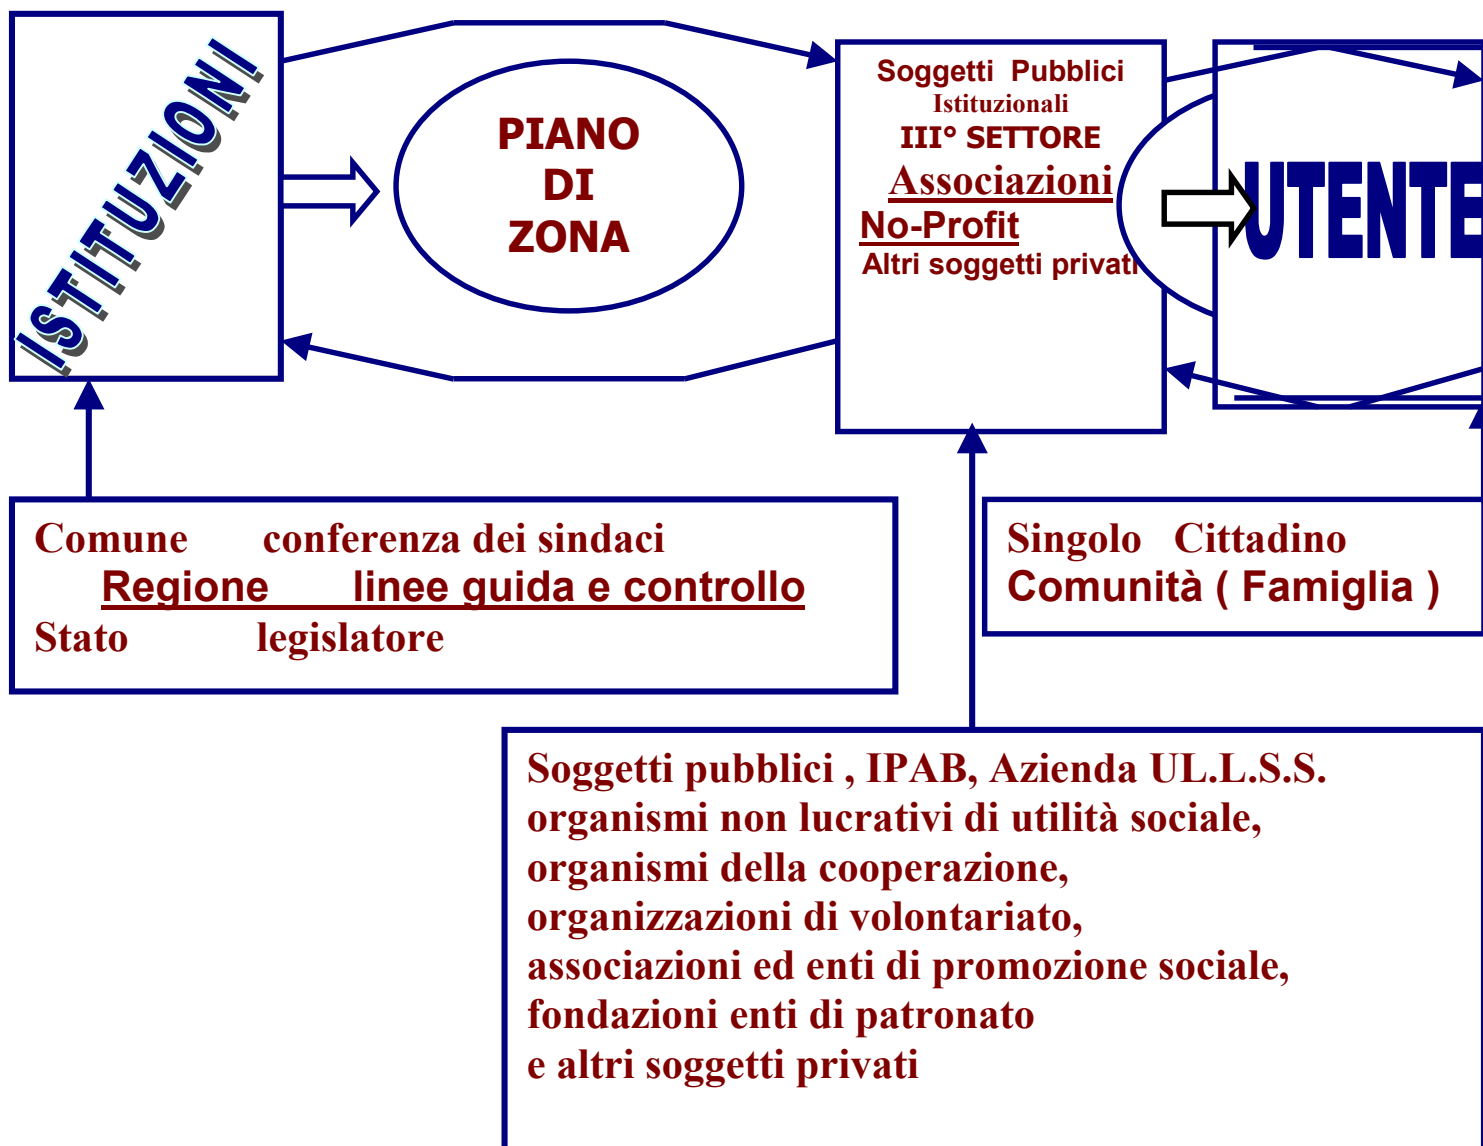 ISTITUZIONI
PIANO
DI
ZONA
Soggetti Pubblici
Istituzionali
III° SETTORE
Associazioni
No-Profit
Altri soggetti privati
UTENTE
Comune conferenza dei sindaci
Regione linee guida e controllo
Stato legislatore
Singolo Cittadino
Comunità ( Famiglia )
Soggetti pubblici , IPAB, Azienda UL.L.S.S.
organismi non lucrativi di utilità sociale,
organismi della cooperazione,
organizzazioni di volontariato,
associazioni ed enti di promozione sociale,
fondazioni enti di patronato
e altri soggetti privati